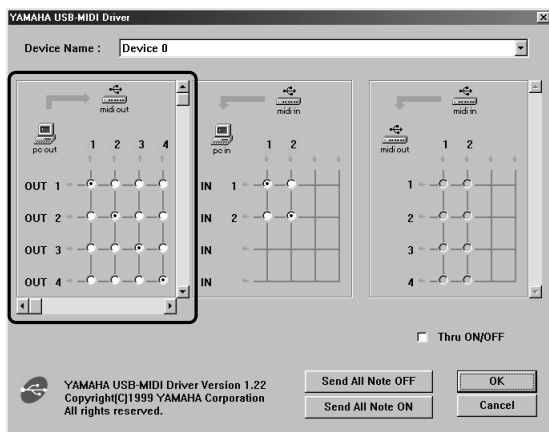 YAMAHA USB-MIDI Driver
Device Name : Device 0
midi out
pc out
1 2 3 4
OUT 1
OUT 2
OUT 3
OUT 4
midi in
pc in
1 2
IN 1
IN 2
IN
IN
midi in
midi out
1 2
1
2
3
4
Thru ON/OFF
YAMAHA USB-MIDI Driver Version 1.22
Copyright(C)1999 YAMAHA Corporation
All rights reserved.
Send All Note OFF
OK
Send All Note ON
Cancel